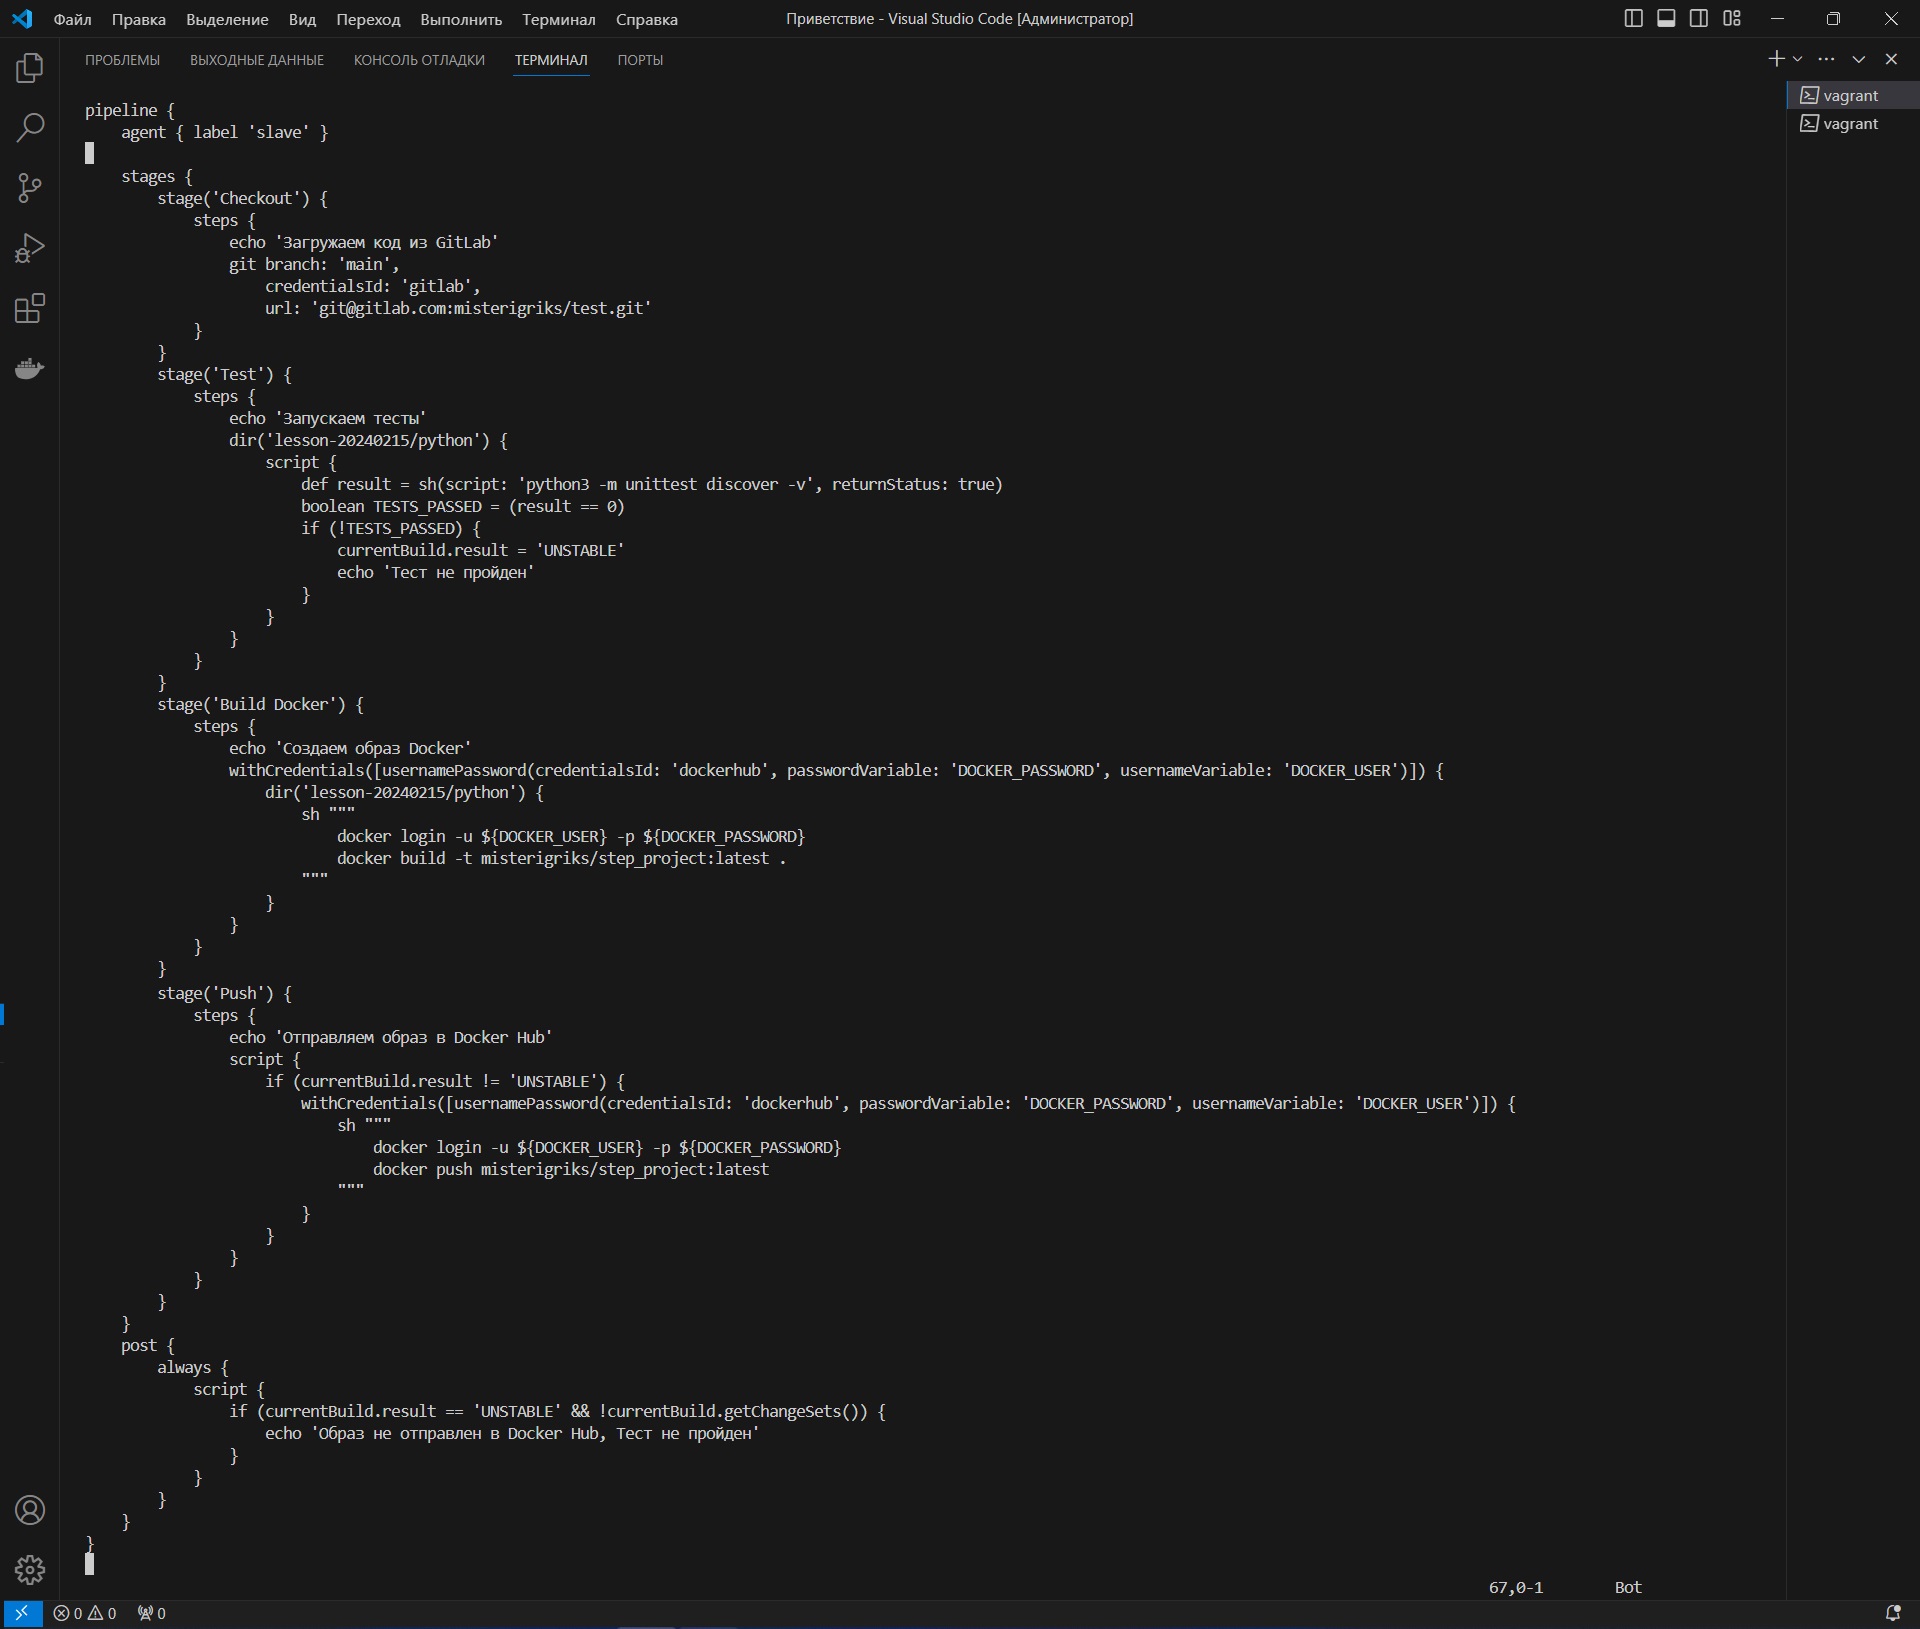 Файл Правка Выделение Вид Переход Выполнить Терминал Справка Приветствие - Visual Studio Code [Администратор]
ПРОБЛЕМЫ ВЫХОДНЫЕ ДАННЫЕ КОНСОЛЬ ОТЛАДКИ ТЕРМИНАЛ ПОРТЫ
vagrant
vagrant
pipeline {
    agent { label 'slave' }

    stages {
        stage('Checkout') {
            steps {
                echo 'Загружаем код из GitLab'
                git branch: 'main',
                    credentialsId: 'gitlab',
                    url: 'git@gitlab.com:misterigriks/test.git'
            }
        }
        stage('Test') {
            steps {
                echo 'Запускаем тесты'
                dir('lesson-20240215/python') {
                    script {
                        def result = sh(script: 'python3 -m unittest discover -v', returnStatus: true)
                        boolean TESTS_PASSED = (result == 0)
                        if (!TESTS_PASSED) {
                            currentBuild.result = 'UNSTABLE'
                            echo 'Тест не пройден'
                        }
                    }
                }
            }
        }
        stage('Build Docker') {
            steps {
                echo 'Создаем образ Docker'
                withCredentials([usernamePassword(credentialsId: 'dockerhub', passwordVariable: 'DOCKER_PASSWORD', usernameVariable: 'DOCKER_USER')]) {
                    dir('lesson-20240215/python') {
                        sh """
                            docker login -u ${DOCKER_USER} -p ${DOCKER_PASSWORD}
                            docker build -t misterigriks/step_project:latest .
                        """
                    }
                }
            }
        }
        stage('Push') {
            steps {
                echo 'Отправляем образ в Docker Hub'
                script {
                    if (currentBuild.result != 'UNSTABLE') {
                        withCredentials([usernamePassword(credentialsId: 'dockerhub', passwordVariable: 'DOCKER_PASSWORD', usernameVariable: 'DOCKER_USER')]) {
                            sh """
                                docker login -u ${DOCKER_USER} -p ${DOCKER_PASSWORD}
                                docker push misterigriks/step_project:latest
                            """
                        }
                    }
                }
            }
        }
    }
    post {
        always {
            script {
                if (currentBuild.result == 'UNSTABLE' && !currentBuild.getChangeSets()) {
                    echo 'Образ не отправлен в Docker Hub, Тест не пройден'
                }
            }
        }
    }
}
67,0-1 Bot
0 0 0